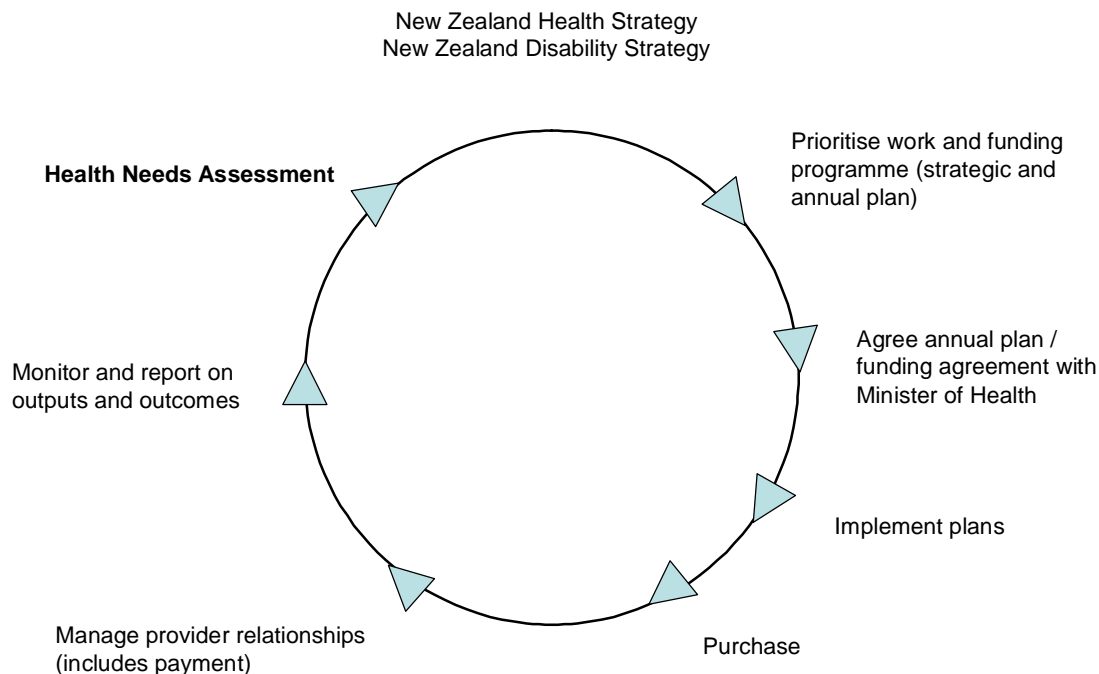 New Zealand Health Strategy
New Zealand Disability Strategy
Health Needs Assessment
Prioritise work and funding
programme (strategic and
annual plan)
Agree annual plan /
funding agreement with
Minister of Health
Implement plans
Purchase
Manage provider relationships
(includes payment)
Monitor and report on
outputs and outcomes